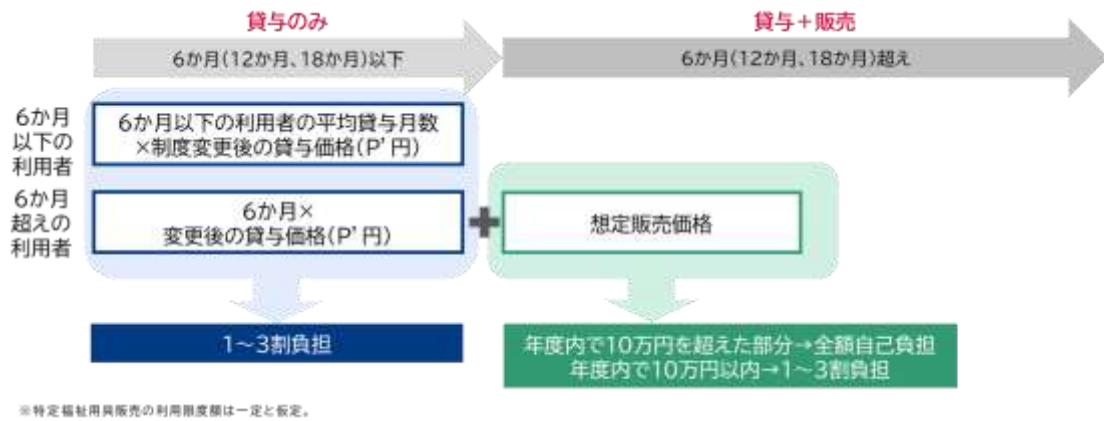 貸与のみ
貸与+販売
6か月(12か月、18か月)以下
6か月(12か月、18か月)超え
6か月
以下の
利用者
6か月以下の利用者の平均貸与月数
×制度変更後の貸与価格(P’円)
6か月
超えの
利用者
6か月×
変更後の貸与価格(P’円)
想定販売価格
1~3割負担
年度内で10万円を超えた部分→全額自己負担
年度内で10万円以内→1~3割負担
※特定福祉用具販売の利用限度額は一定と仮定。